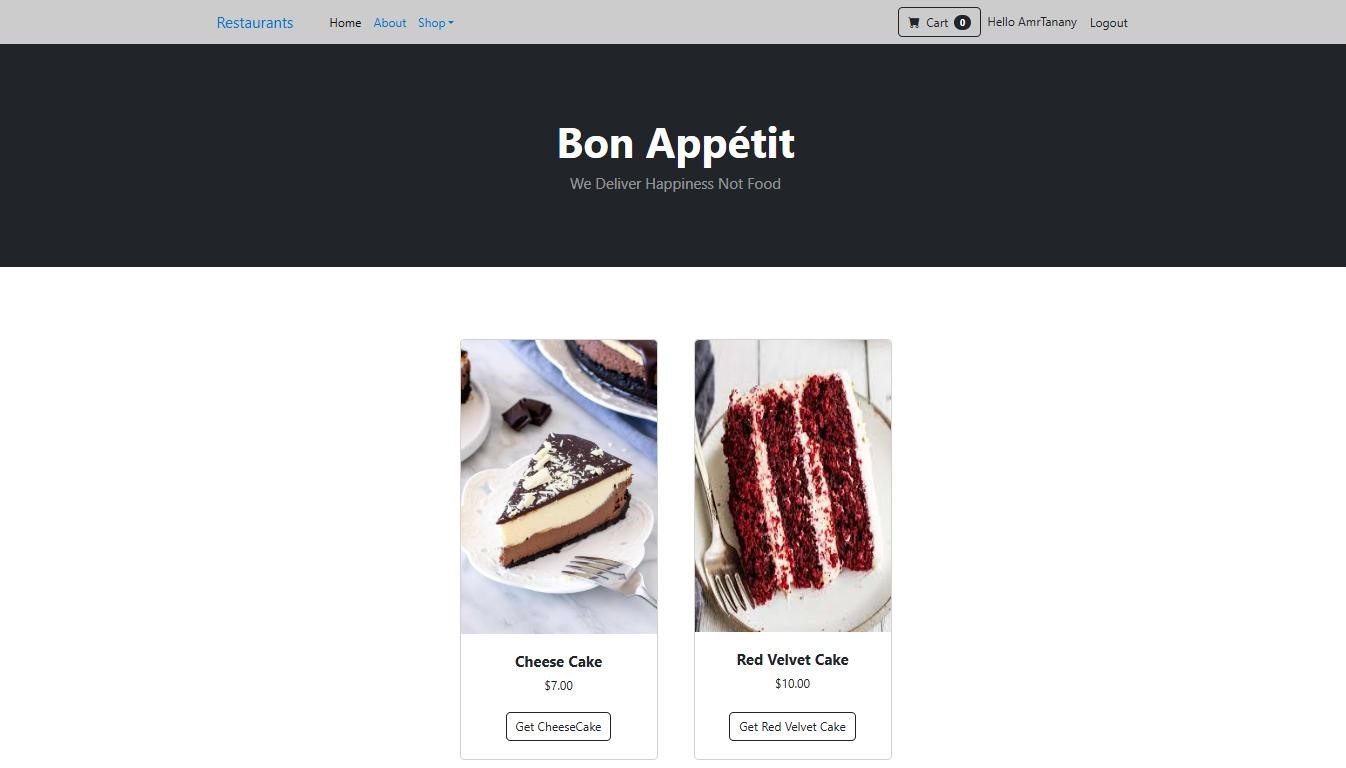 Restaurants Home About Shop Cart 0 Hello AmrTanany Logout
Bon Appétit
We Deliver Happiness Not Food
Cheese Cake
$7.00
Get CheeseCake
Red Velvet Cake
$10.00
Get Red Velvet Cake